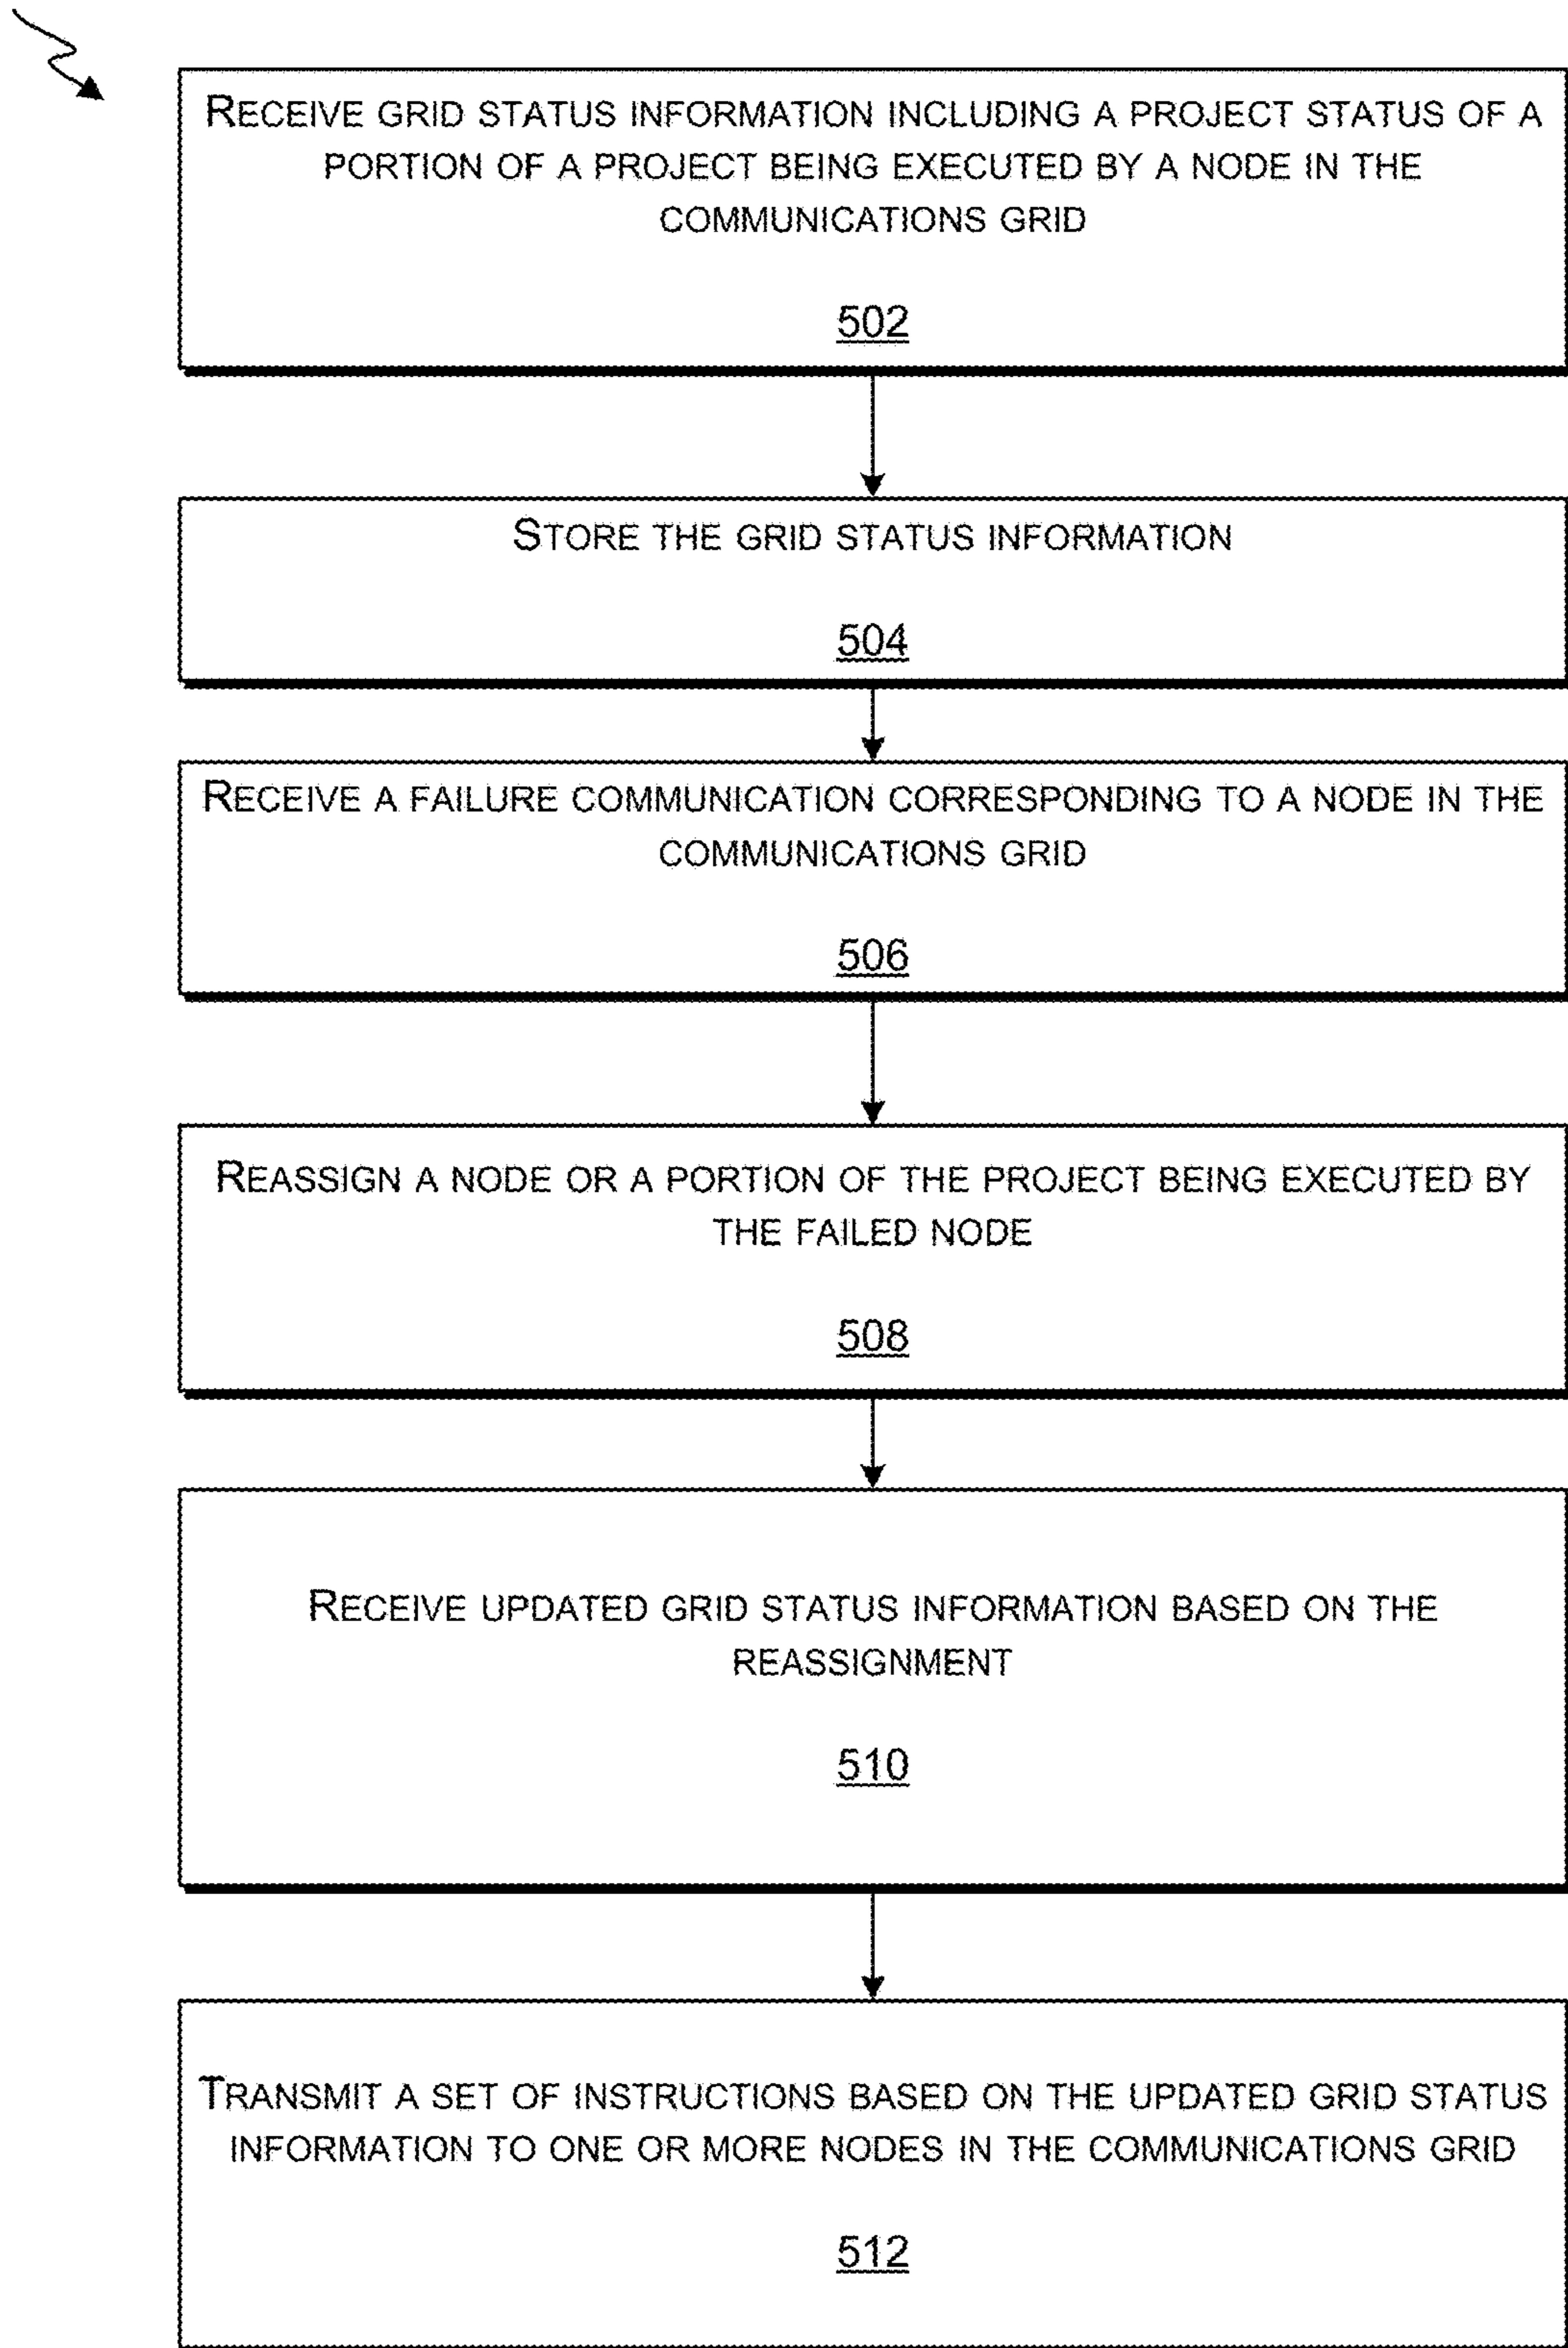 RECEIVE GRID STATUS INFORMATION INCLUDING A PROJECT STATUS OF A
PORTION OF A PROJECT BEING EXECUTED BY A NODE IN THE
COMMUNICATIONS GRID
502
STORE THE GRID STATUS INFORMATION
504
RECEIVE A FAILURE COMMUNICATION CORRESPONDING TO A NODE IN THE
COMMUNICATIONS GRID
506
REASSIGN A NODE OR A PORTION OF THE PROJECT BEING EXECUTED BY
THE FAILED NODE
508
RECEIVE UPDATED GRID STATUS INFORMATION BASED ON THE
REASSIGNMENT
510
TRANSMIT A SET OF INSTRUCTIONS BASED ON THE UPDATED GRID STATUS
INFORMATION TO ONE OR MORE NODES IN THE COMMUNICATIONS GRID
512